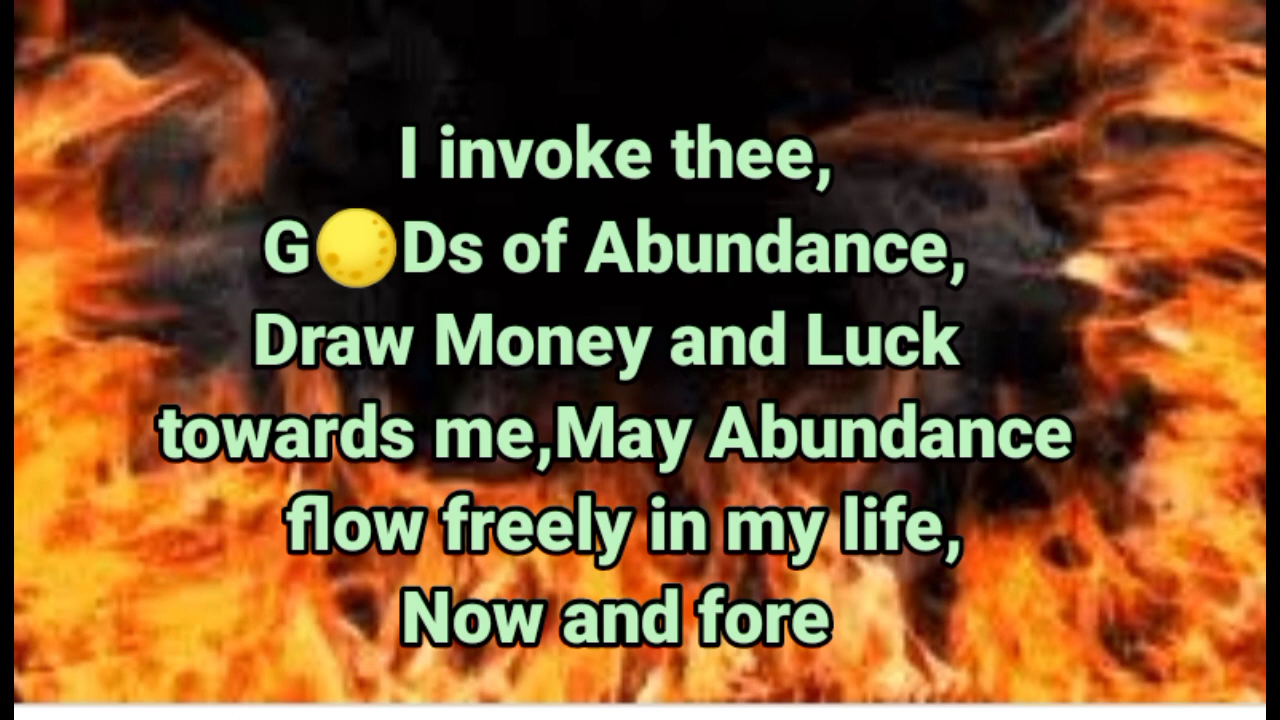 I invoke thee,
G🌕Ds of Abundance,
Draw Money and Luck
towards me,May Abundance
flow freely in my life,
Now and fore